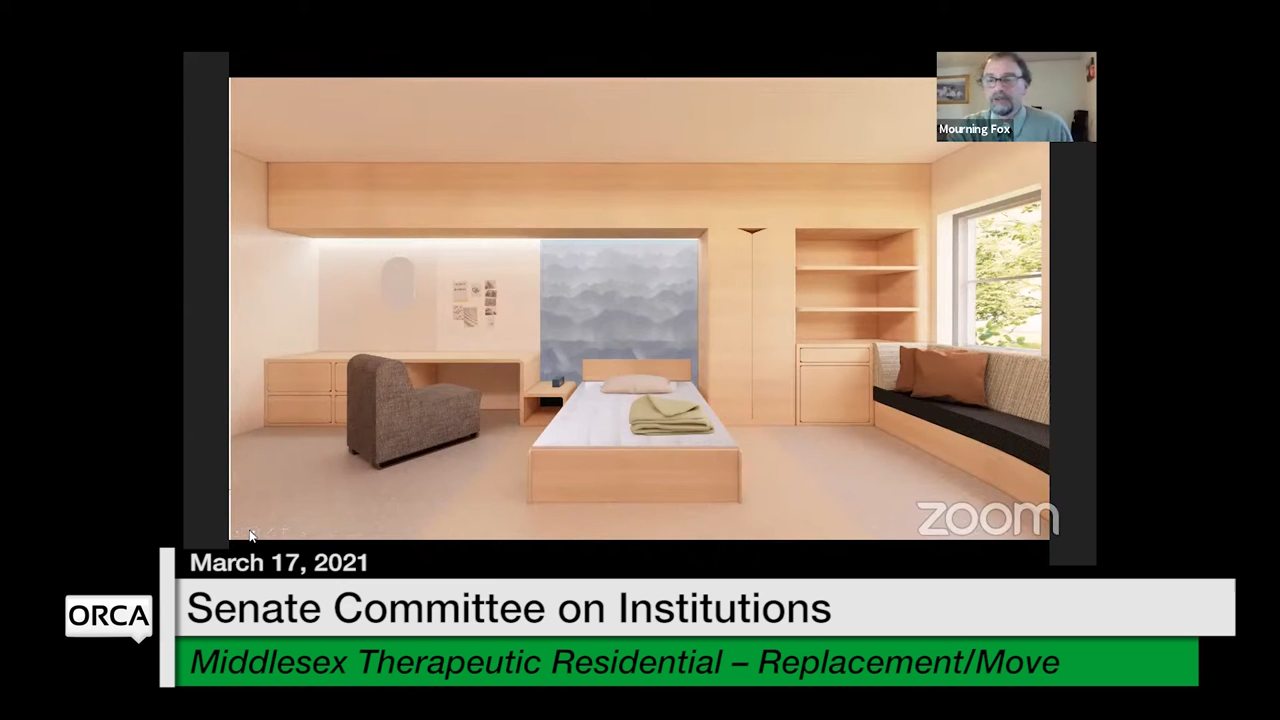 Mourning Fox
zoom
March 17, 2021
ORCA
Senate Committee on Institutions
Middlesex Therapeutic Residential – Replacement/Move